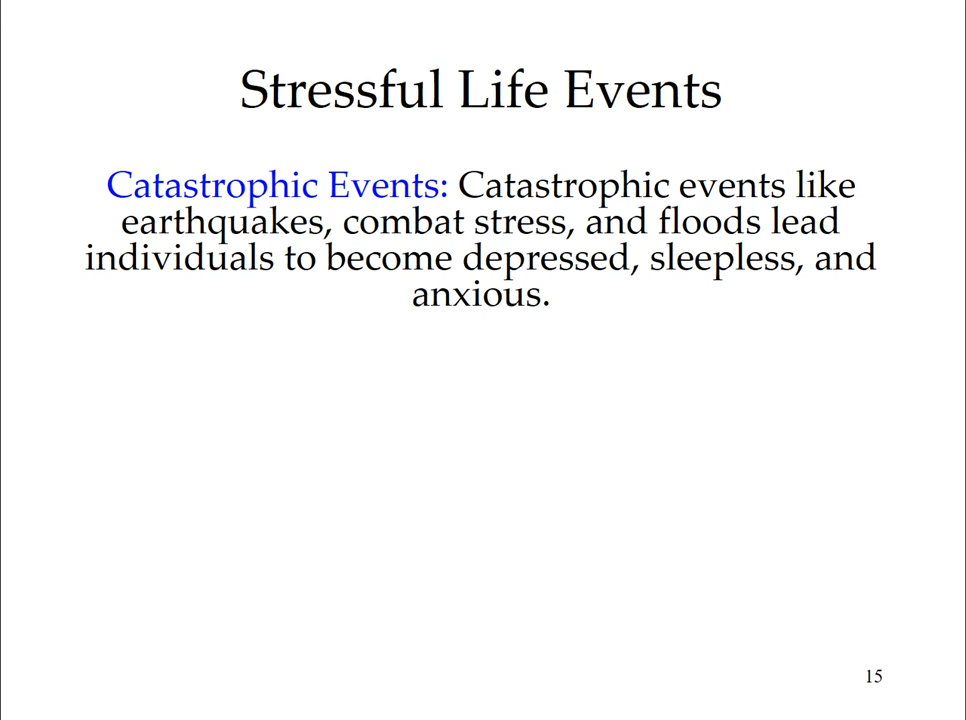 Stressful Life Events
Catastrophic Events: Catastrophic events like
earthquakes, combat stress, and floods lead
individuals to become depressed, sleepless, and
anxious.
15